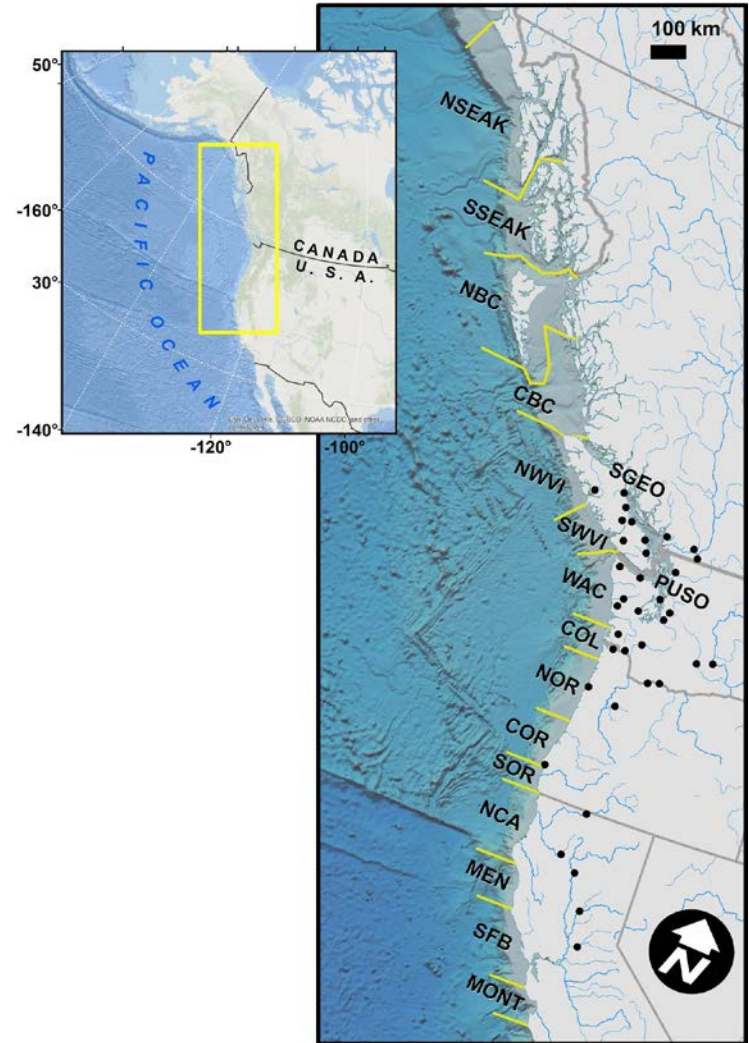 50°
-160°
30°
-140°
-120°
-100°
PACIFIC OCEAN
CANADA
U. S. A.
100 km
NSEAK
SSEAK
NBC
CBC
NWVI
SGEO
SWVI
WAC
PUSO
COL
NOR
COR
SOR
NCA
MEN
SFB
MONT
N